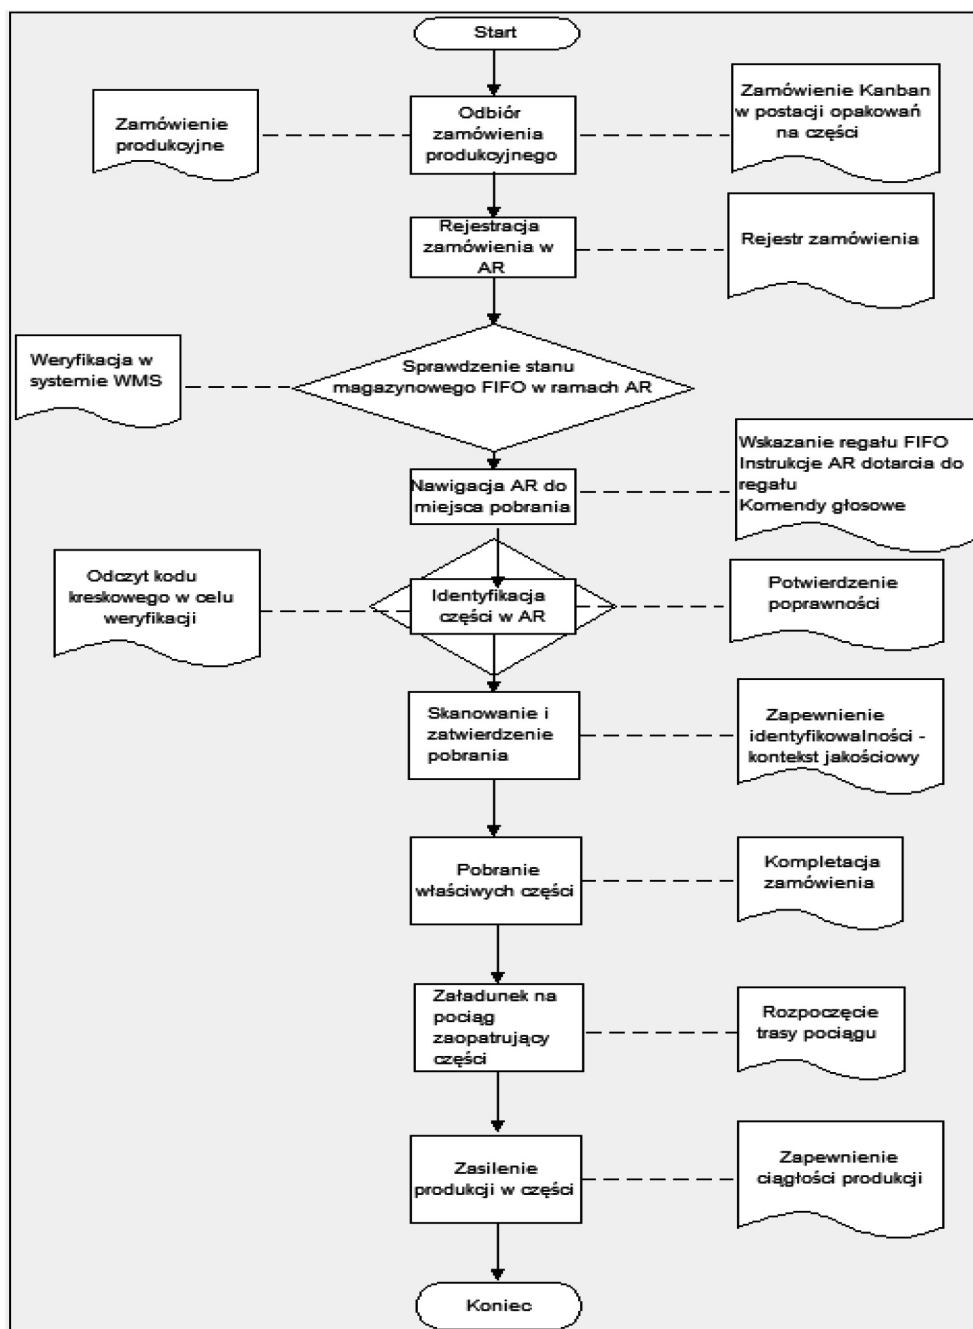 Start
Zamówienie
produkcyjne
Odbiór
zamówienia
produkcyjnego
Zamówienie Kanban
w postacji opakowań
na części
Rejestracja
zamówienia w
AR
Rejestr zamówienia
Weryfikacja w
systemie WMS
Sprawdzenie stanu
magazynowego FIFO w ramach AR
Nawigacja AR do
miejsca pobrania
Wskazanie regału FIFO
Instrukcje AR dotarcia do
regału
Komendy głosowe
Odczyt kodu
kreskowego w celu
weryfikacji
Identyfikacja
części w AR
Potwierdzenie
poprawności
Skanowanie i
zatwierdzenie
pobrania
Zapewnienie
identyfikowalności -
kontekst jakościowy
Pobranie
właściwych części
Kompletacja
zamówienia
Załadunek na
pociąg
zaopatrujący
części
Rozpoczęcie
trasy pociągu
Zasilenie
produkcji w części
Zapewnienie
ciągłości produkcji
Koniec